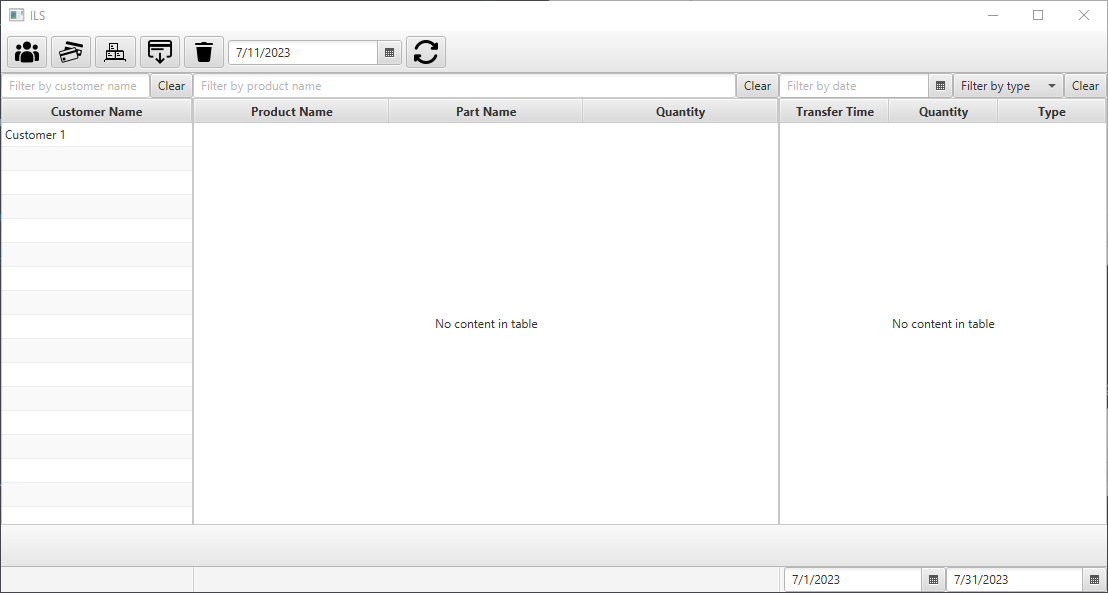 ILS
7/11/2023
Filter by customer name Clear Filter by product name Clear Filter by date Filter by type Clear
Customer Name Product Name Part Name Quantity Transfer Time Quantity Type
Customer 1
No content in table No content in table
7/1/2023 7/31/2023